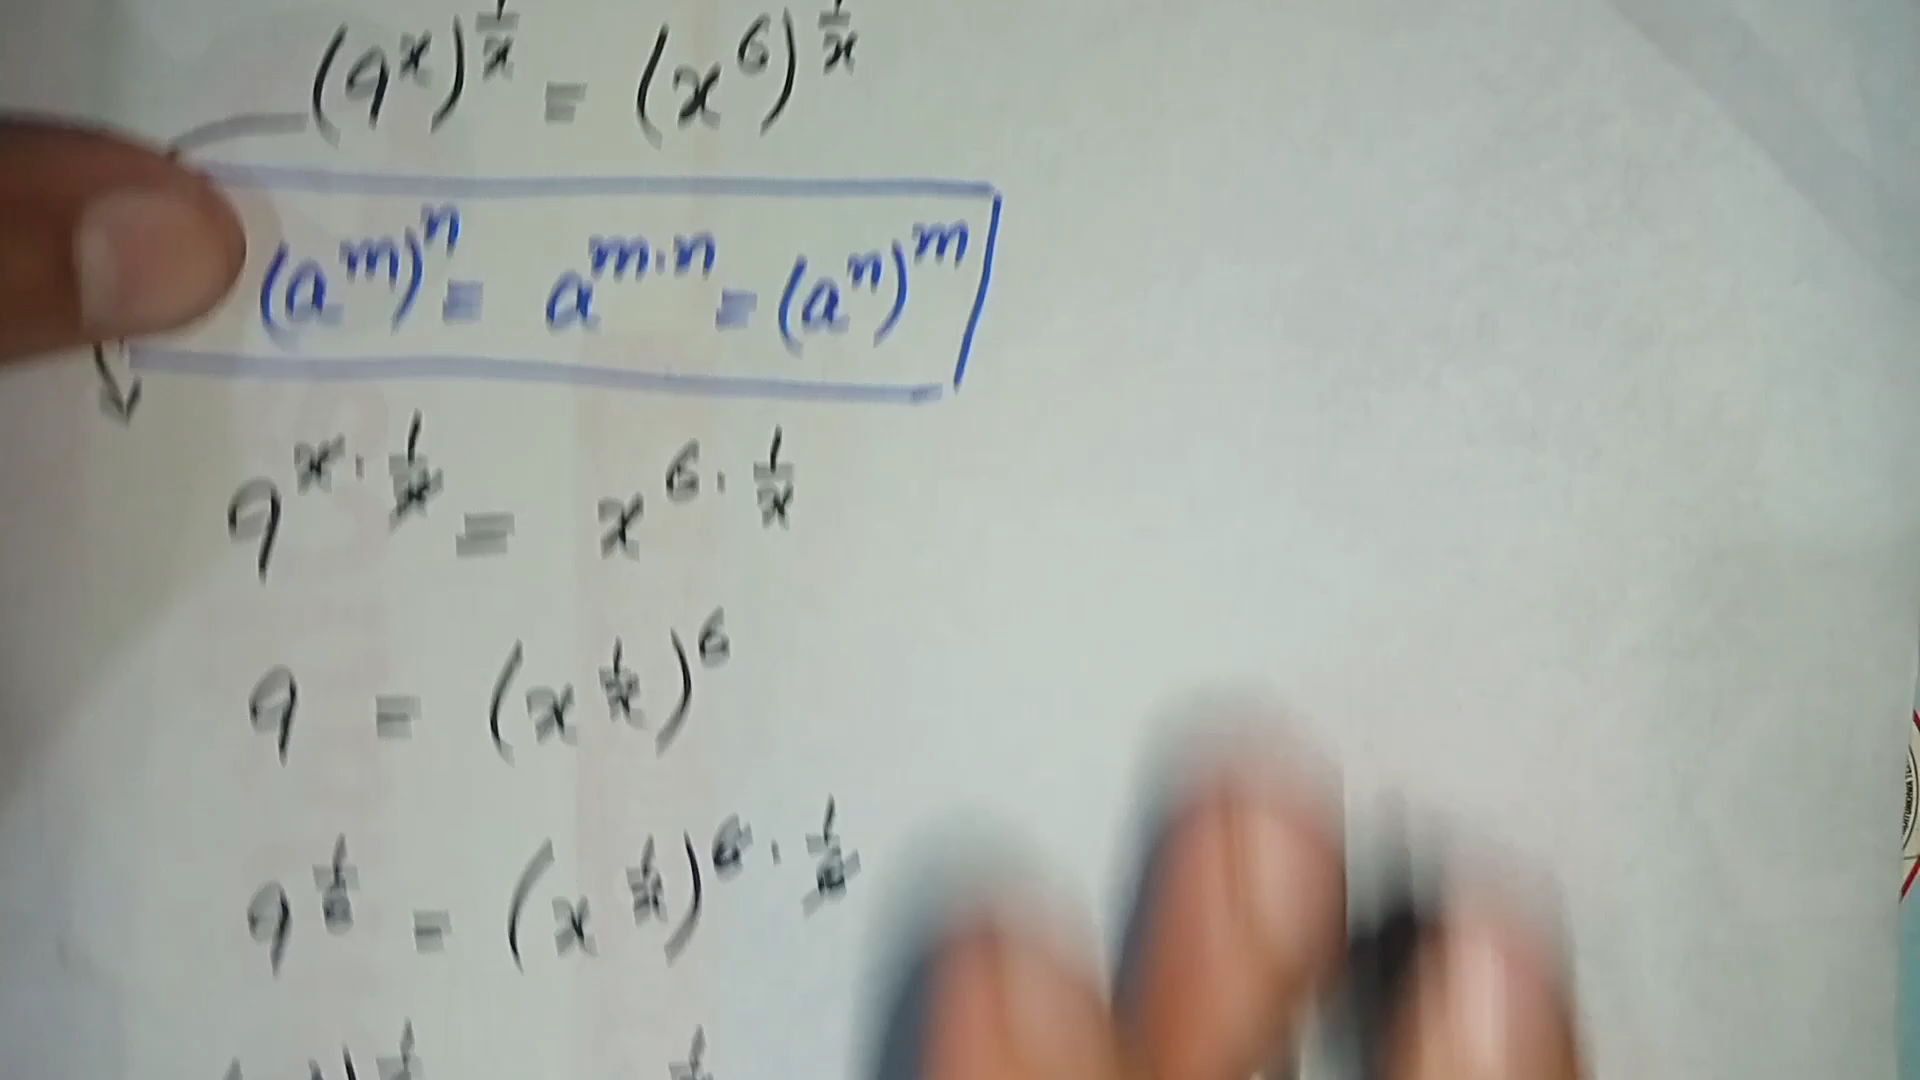 (9^x)^(1/x) = (x^6)^(1/x)
(a^m)^n = a^(m·n) = (a^n)^m
9^(x·1/x) = x^(6·1/x)
9 = (x^(1/x))^6
9^(1/6) = (x^(1/x))^(6·1/6)